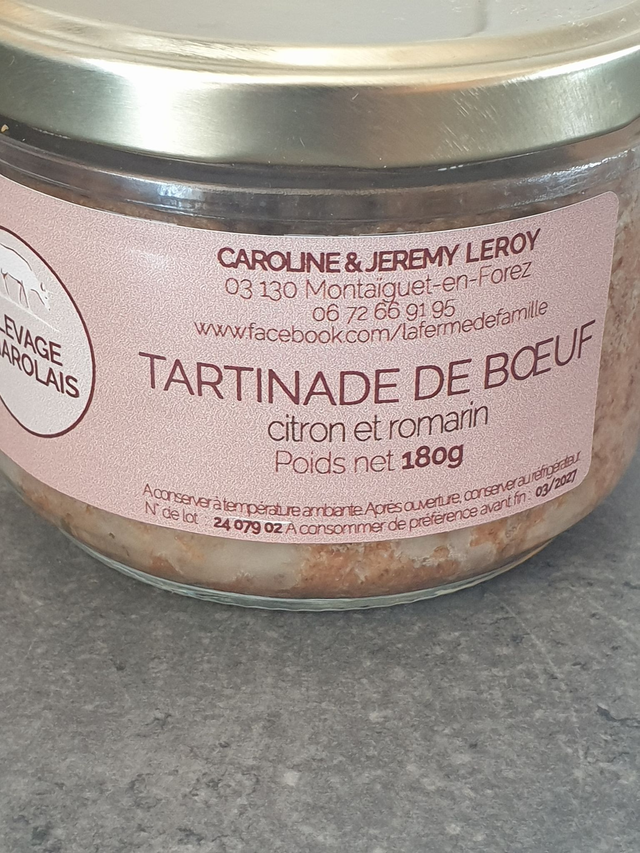 CAROLINE & JEREMY LEROY
03 130 Montaiguet-en-Forez
06 72 66 91 95
www.facebook.com/lafermedefamille
LEVAGE
AROLAIS
TARTINADE DE BŒUF
citron et romarin
Poids net 180g
A conserver à température ambiante. Après ouverture, conserver au réfrigérateur.
N° de lot : 24 079 02 A consommer de préférence avant fin : 03/2027